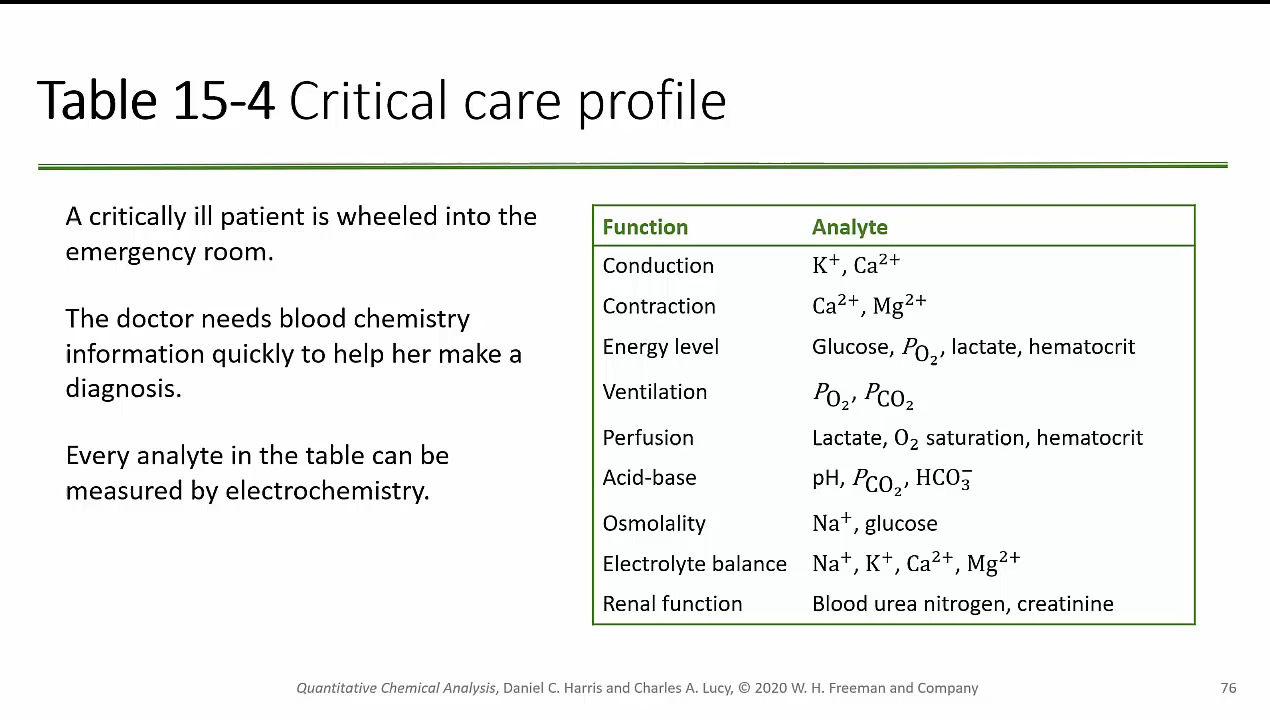 Table 15-4 Critical care profile
A critically ill patient is wheeled into the
emergency room.
The doctor needs blood chemistry
information quickly to help her make a
diagnosis.
Every analyte in the table can be
measured by electrochemistry.
Function Analyte
Conduction K⁺, Ca²⁺
Contraction Ca²⁺, Mg²⁺
Energy level Glucose, P_O₂, lactate, hematocrit
Ventilation P_O₂, P_CO₂
Perfusion Lactate, O₂ saturation, hematocrit
Acid-base pH, P_CO₂, HCO₃⁻
Osmolality Na⁺, glucose
Electrolyte balance Na⁺, K⁺, Ca²⁺, Mg²⁺
Renal function Blood urea nitrogen, creatinine
Quantitative Chemical Analysis, Daniel C. Harris and Charles A. Lucy, © 2020 W. H. Freeman and Company
76